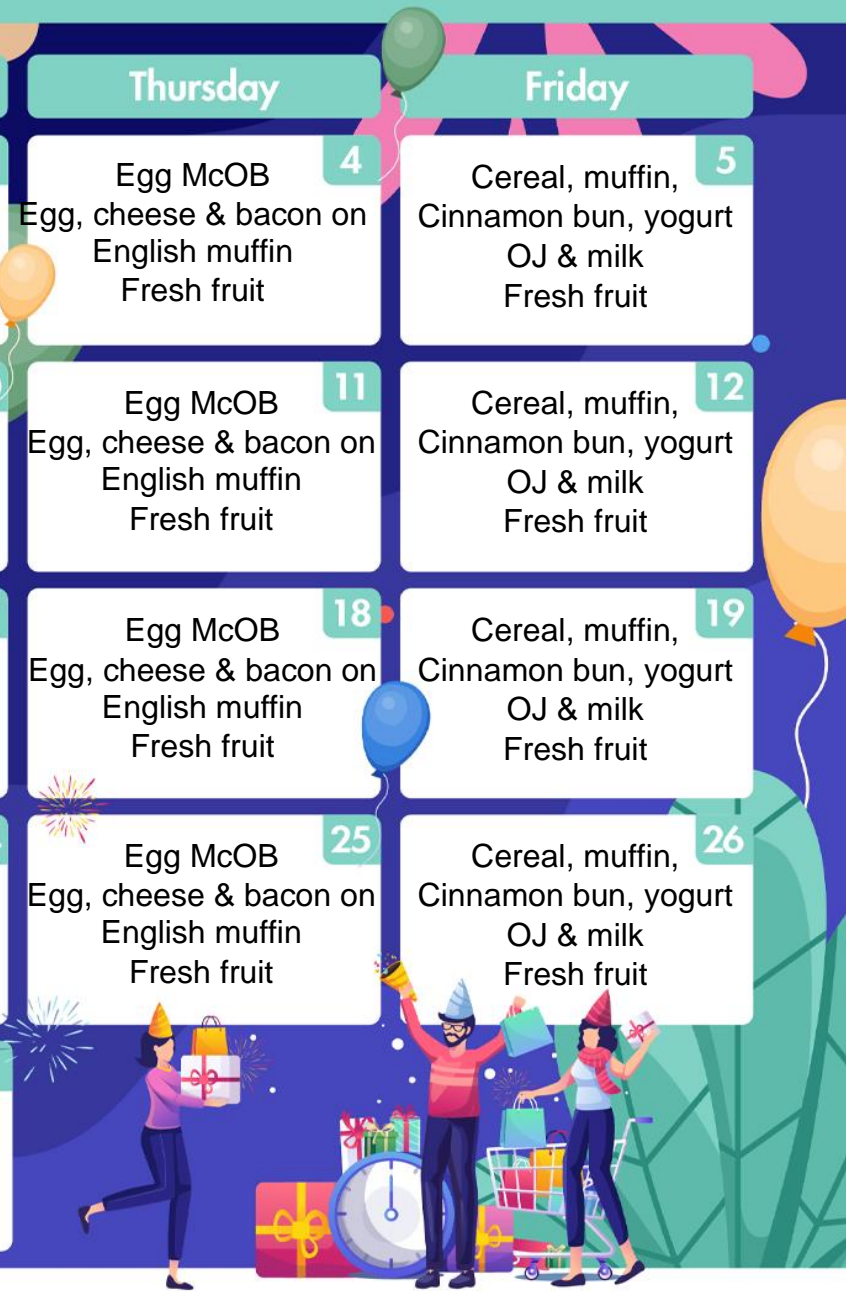 Thursday
Friday
4
Egg McOB
Egg, cheese & bacon on
English muffin
Fresh fruit
5
Cereal, muffin,
Cinnamon bun, yogurt
OJ & milk
Fresh fruit
11
Egg McOB
Egg, cheese & bacon on
English muffin
Fresh fruit
12
Cereal, muffin,
Cinnamon bun, yogurt
OJ & milk
Fresh fruit
18
Egg McOB
Egg, cheese & bacon on
English muffin
Fresh fruit
19
Cereal, muffin,
Cinnamon bun, yogurt
OJ & milk
Fresh fruit
25
Egg McOB
Egg, cheese & bacon on
English muffin
Fresh fruit
26
Cereal, muffin,
Cinnamon bun, yogurt
OJ & milk
Fresh fruit